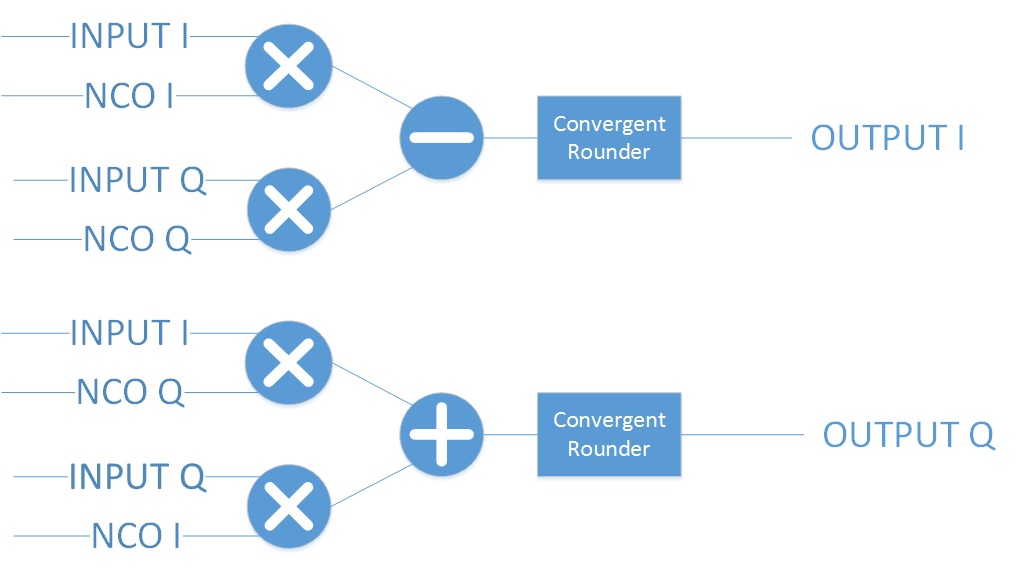 INPUT I
NCO I
INPUT Q
NCO Q
Convergent
Rounder
OUTPUT I
INPUT I
NCO Q
INPUT Q
NCO I
Convergent
Rounder
OUTPUT Q